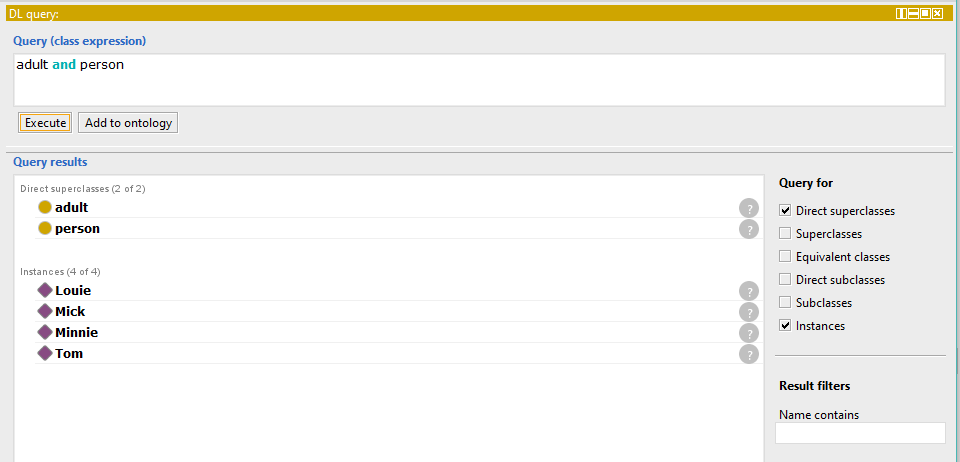 DL query:
Query (class expression)
adult and person
Execute
Add to ontology
Query results
Direct superclasses (2 of 2)
adult
?
person
?
Instances (4 of 4)
Louie
?
Mick
?
Minnie
?
Tom
?
Query for
Direct superclasses
Superclasses
Equivalent classes
Direct subclasses
Subclasses
Instances
Result filters
Name contains